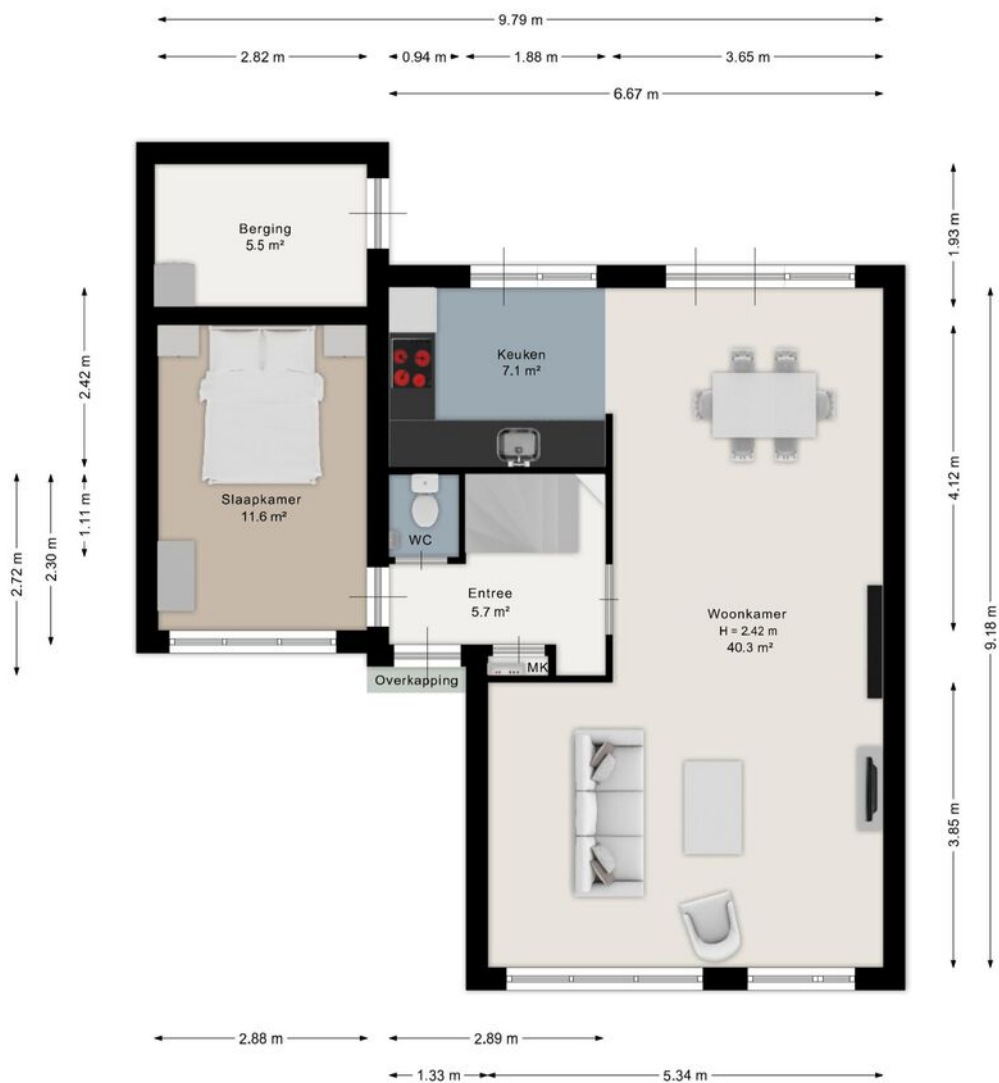 9.79 m
2.82 m
0.94 m
1.88 m
3.65 m
6.67 m
Berging
5.5 m²
1.93 m
Keuken
7.1 m²
2.42 m
4.12 m
Slaapkamer
11.6 m²
WC
1.11 m
2.30 m
2.72 m
Entree
5.7 m²
Woonkamer
H = 2.42 m
40.3 m²
9.18 m
MK
Overkapping
3.85 m
2.88 m
2.89 m
1.33 m
5.34 m